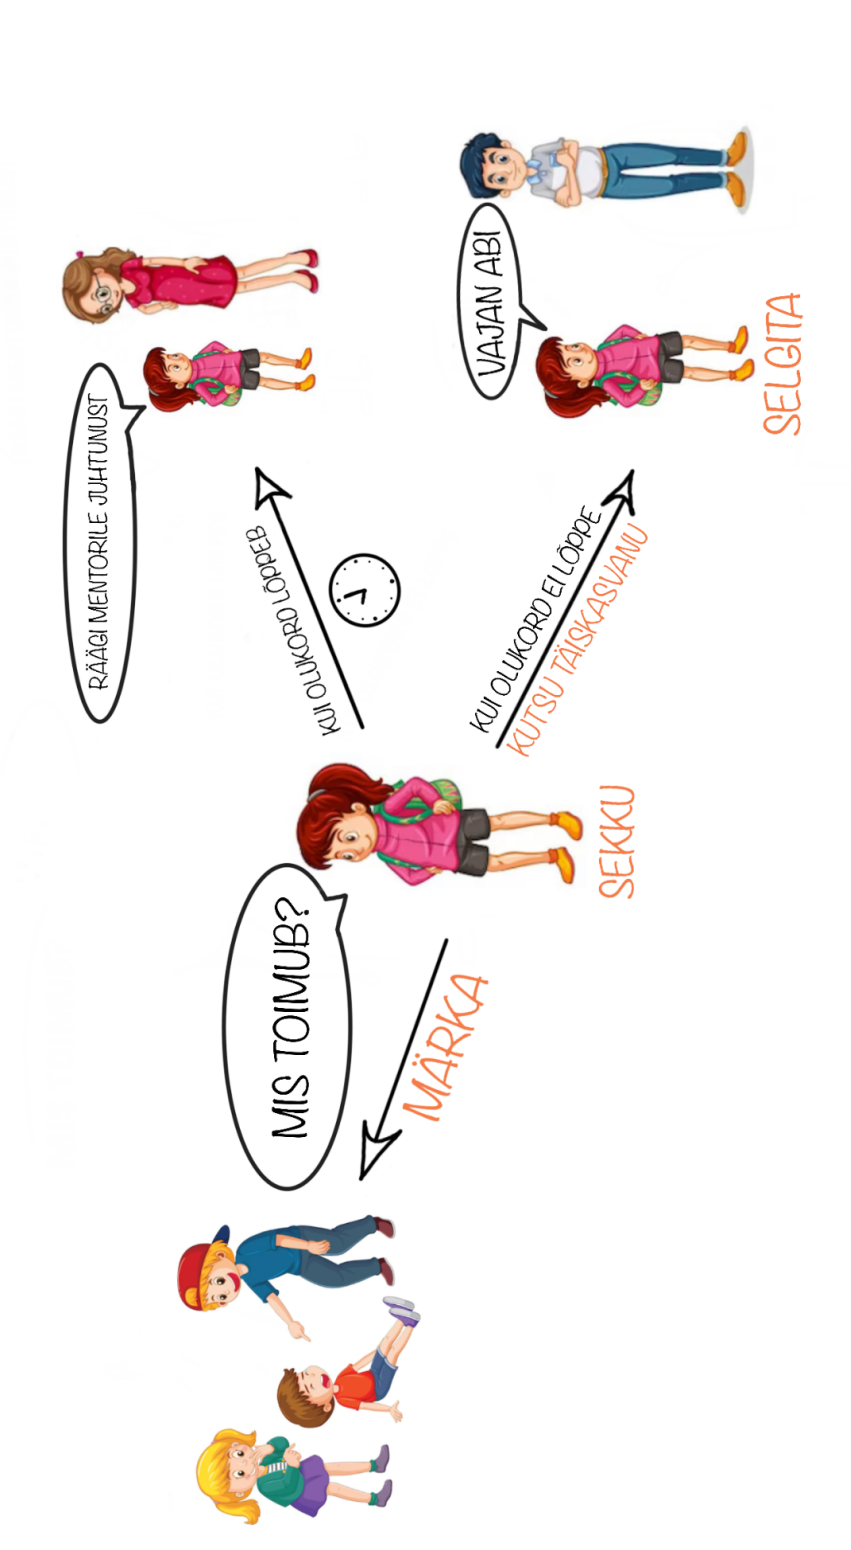 MIS TOIMUB?
MÄRKA
SEKKU
KUI OLUKORD LÕPPEB
RÄÄGI MENTORILE JUHTUNUST
KUI OLUKORD EI LÕPPE
KUTSU TÄISKASVANU
VAJAN ABI
SELGITA